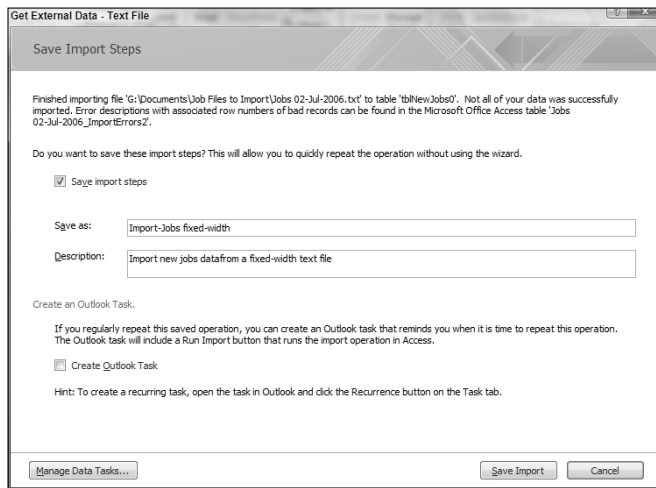 Get External Data - Text File
Save Import Steps
Finished importing file 'G:\Documents\Job Files to Import\Jobs 02-Jul-2006.txt' to table 'tblNewJobs0'. Not all of your data was successfully
imported. Error descriptions with associated row numbers of bad records can be found in the Microsoft Office Access table 'Jobs
02-Jul-2006_ImportErrors2'.
Do you want to save these import steps? This will allow you to quickly repeat the operation without using the wizard.
Save import steps
Save as: Import-Jobs fixed-width
Description: Import new jobs datafrom a fixed-width text file
Create an Outlook Task.
If you regularly repeat this saved operation, you can create an Outlook task that reminds you when it is time to repeat this operation.
The Outlook task will include a Run Import button that runs the import operation in Access.
Create Outlook Task
Hint: To create a recurring task, open the task in Outlook and click the Recurrence button on the Task tab.
Manage Data Tasks... Save Import Cancel